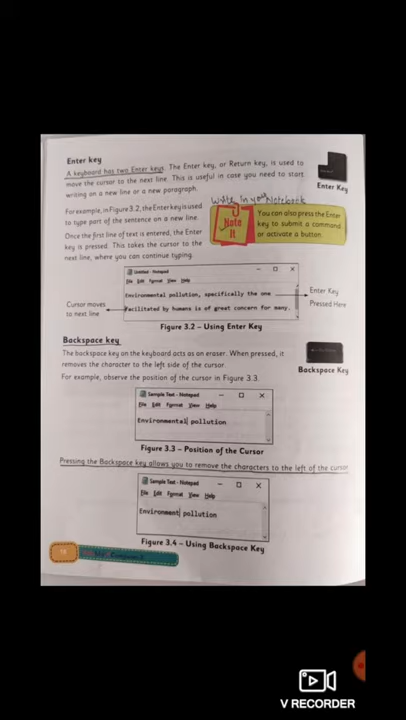 Enter key
A keyboard has two Enter keys. The Enter key, or Return key, is used to
move the cursor to the next line. This is useful in case you need to start
writing on a new line or a new paragraph.
Enter Key
Write in your Notebook
For example, in Figure 3.2, the Enter key is used
to type part of the sentence on a new line.
Once the first line of text is entered, the Enter
key is pressed. This takes the cursor to the
next line, where you can continue typing.
Note It
You can also press the Enter
key to submit a command
or activate a button.
Untitled - Notepad
File Edit Format View Help
Environmental pollution, specifically the one
Facilitated by humans is of great concern for many.
Enter Key
Pressed Here
Cursor moves
to next line
Figure 3.2 – Using Enter Key
Backspace key
The backspace key on the keyboard acts as an eraser. When pressed, it
removes the character to the left side of the cursor.
For example, observe the position of the cursor in Figure 3.3.
Backspace Key
Sample Text - Notepad
File Edit Format View Help
Environmental pollution
Figure 3.3 – Position of the Cursor
Pressing the Backspace key allows you to remove the characters to the left of the cursor
Sample Text - Notepad
File Edit Format View Help
Environment pollution
Figure 3.4 – Using Backspace Key
V RECORDER